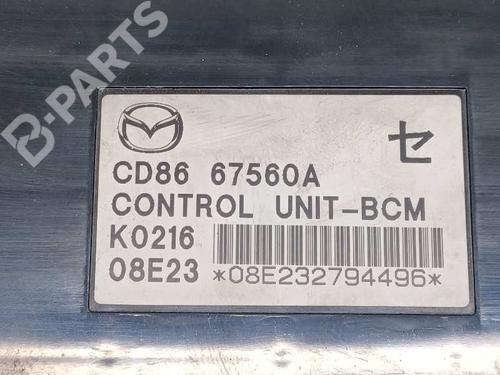 B-PARTS
セ
CD86 67560A
CONTROL UNIT-BCM
K0216
08E23 *08E232794496*